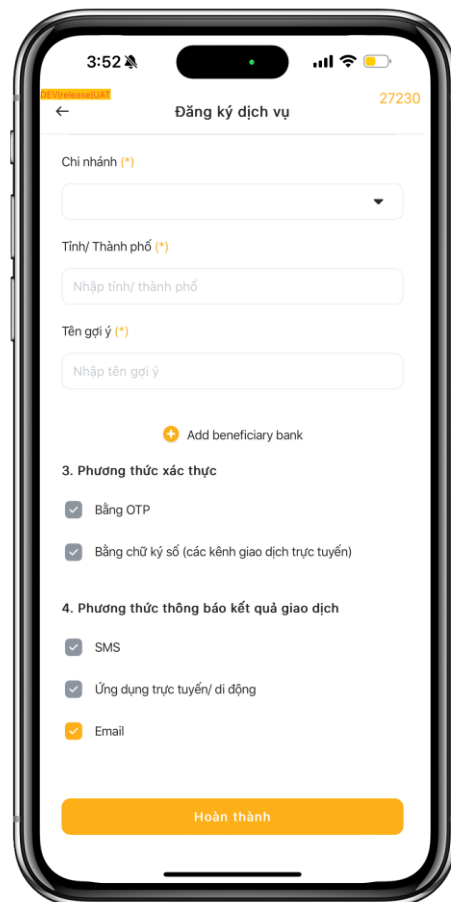 3:52
DEV|release|UAT
27230
Đăng ký dịch vụ
Chi nhánh (*)
Tỉnh/ Thành phố (*)
Nhập tỉnh/ thành phố
Tên gợi ý (*)
Nhập tên gợi ý
Add beneficiary bank
3. Phương thức xác thực
Bằng OTP
Bằng chữ ký số (các kênh giao dịch trực tuyến)
4. Phương thức thông báo kết quả giao dịch
SMS
Ứng dụng trực tuyến/ di động
Email
Hoàn thành